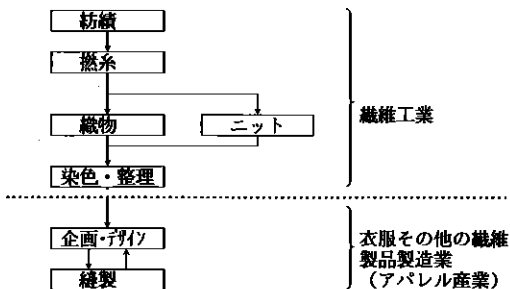 紡績
撚糸
織物
ニット
繊維工業
染色・整理
企画・デザイン
縫製
衣服その他の繊維
製品製造業
（アパレル産業）